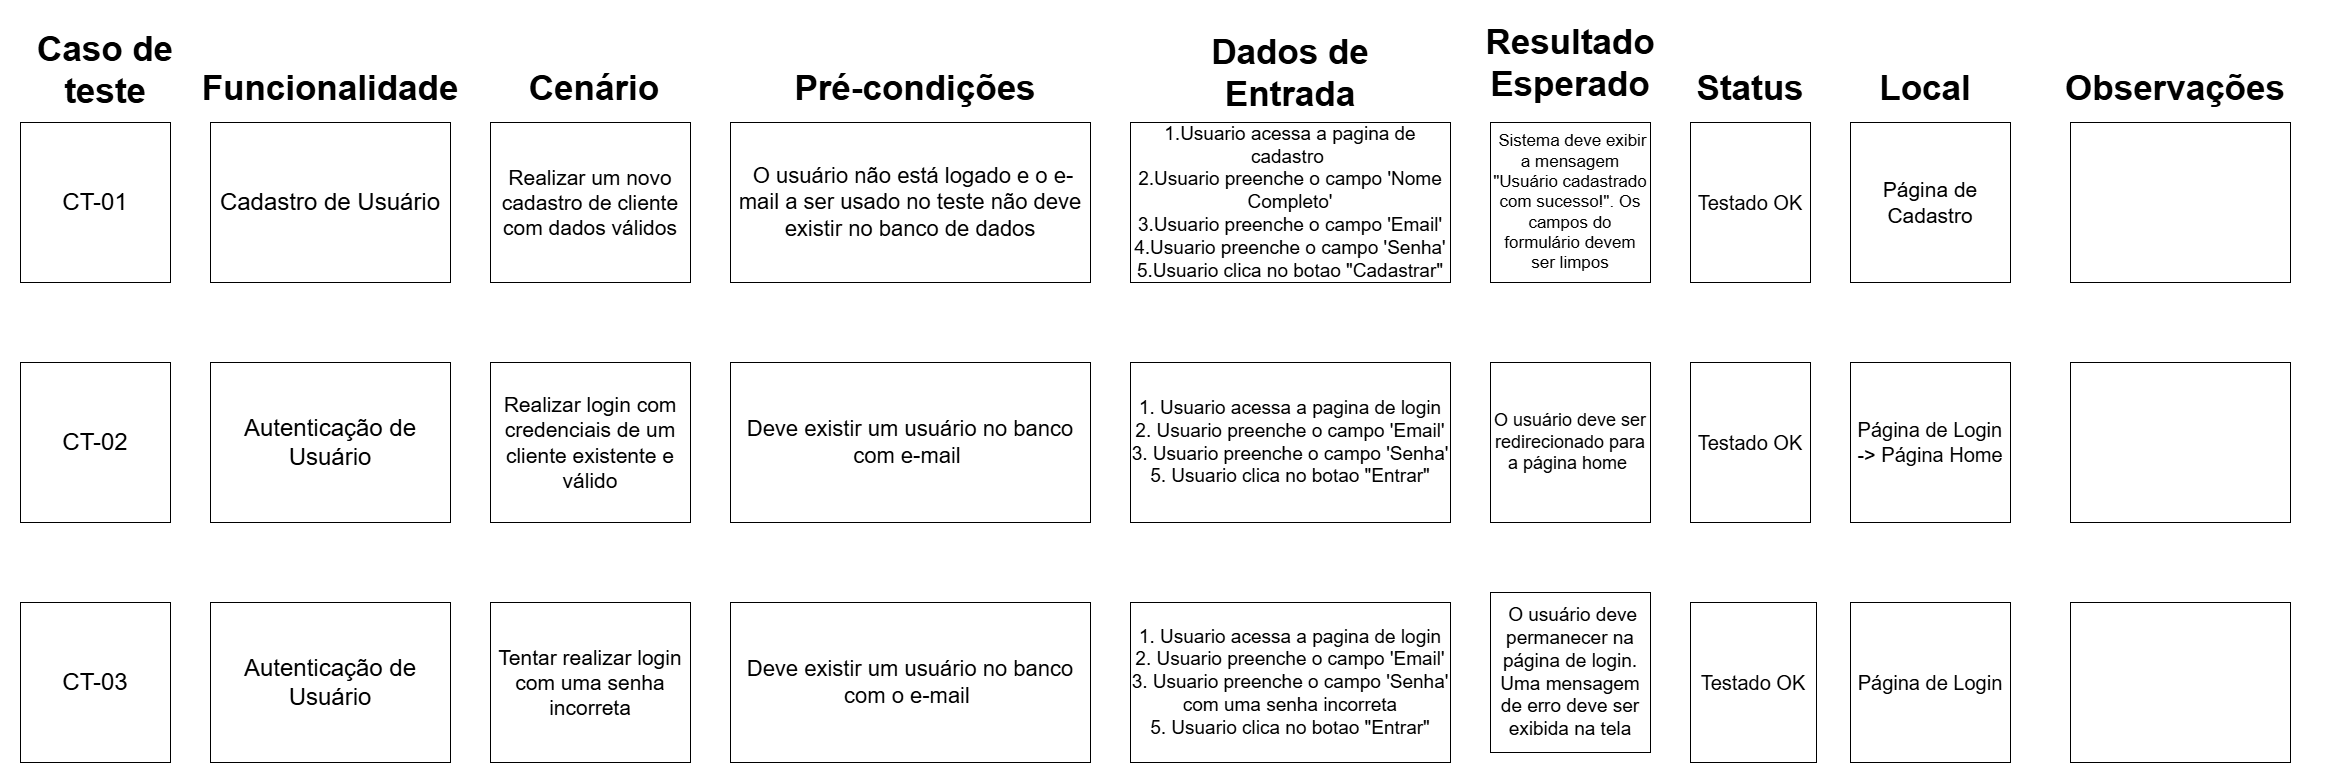 Caso de
teste
Funcionalidade
Cenário
Pré-condições
Dados de
Entrada
Resultado
Esperado
Status
Local
Observações
CT-01
Cadastro de Usuário
Realizar um novo
cadastro de cliente
com dados válidos
O usuário não está logado e o e-
mail a ser usado no teste não deve
existir no banco de dados
1.Usuario acessa a pagina de
cadastro
2.Usuario preenche o campo 'Nome
Completo'
3.Usuario preenche o campo 'Email'
4.Usuario preenche o campo 'Senha'
5.Usuario clica no botao "Cadastrar"
Sistema deve exibir
a mensagem
"Usuário cadastrado
com sucesso!". Os
campos do
formulário devem
ser limpos
Testado OK
Página de
Cadastro
CT-02
Autenticação de
Usuário
Realizar login com
credenciais de um
cliente existente e
válido
Deve existir um usuário no banco
com e-mail
1. Usuario acessa a pagina de login
2. Usuario preenche o campo 'Email'
3. Usuario preenche o campo 'Senha'
5. Usuario clica no botao "Entrar"
O usuário deve ser
redirecionado para
a página home
Testado OK
Página de Login
-> Página Home
CT-03
Autenticação de
Usuário
Tentar realizar login
com uma senha
incorreta
Deve existir um usuário no banco
com o e-mail
1. Usuario acessa a pagina de login
2. Usuario preenche o campo 'Email'
3. Usuario preenche o campo 'Senha'
com uma senha incorreta
5. Usuario clica no botao "Entrar"
O usuário deve
permanecer na
página de login.
Uma mensagem
de erro deve ser
exibida na tela
Testado OK
Página de Login